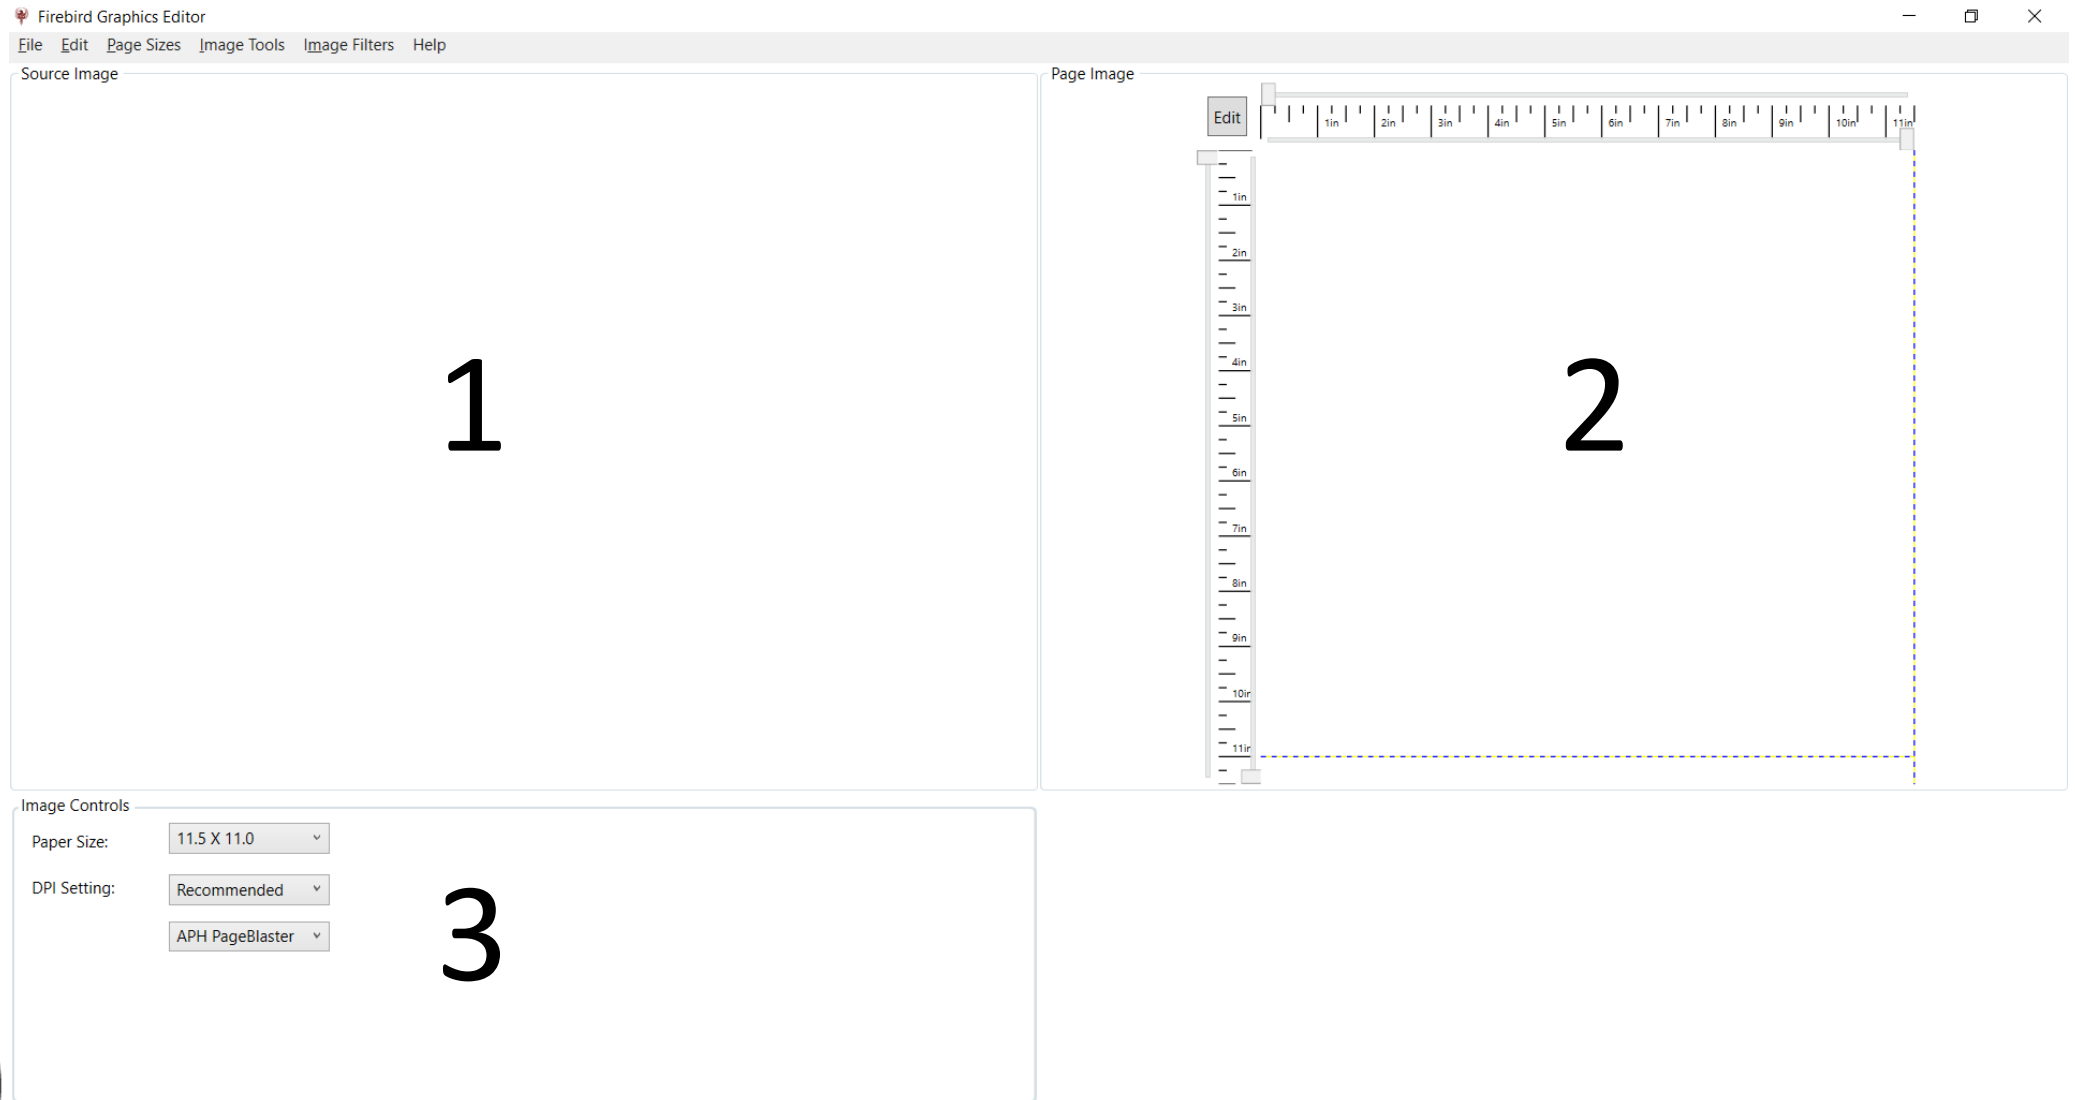 Firebird Graphics Editor
File Edit Page Sizes Image Tools Image Filters Help
Source Image
1
Page Image
Edit
1in 2in 3in 4in 5in 6in 7in 8in 9in 10in 11in
1in
2in
3in
4in
5in
6in
7in
8in
9in
10in
11in
2
Image Controls
Paper Size: 11.5 X 11.0
DPI Setting: Recommended
APH PageBlaster
3